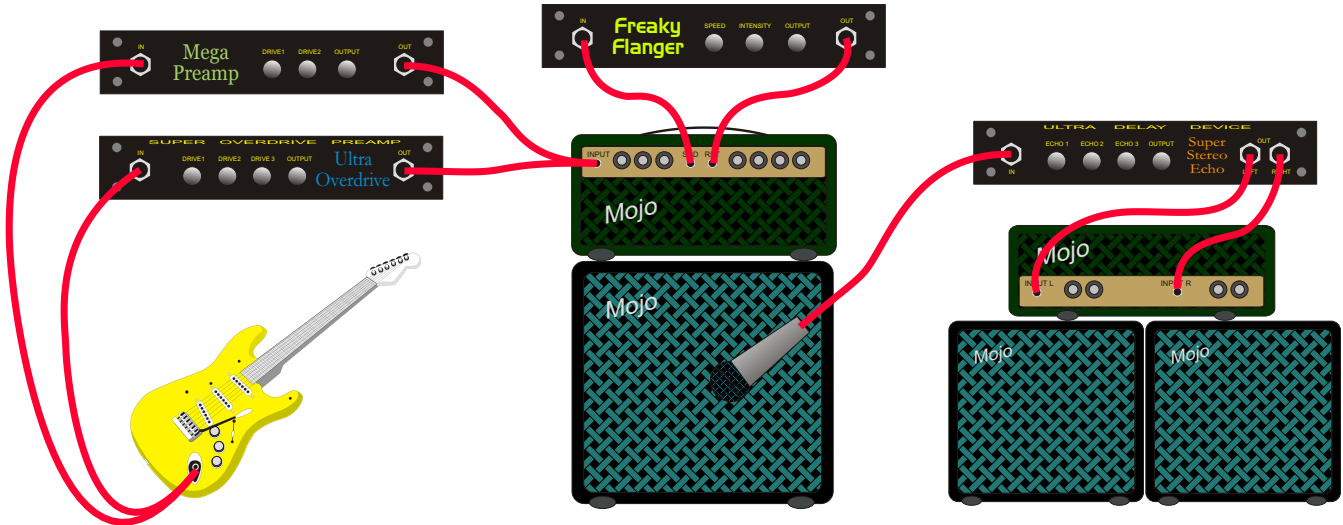 IN
Mega
Preamp
DRIVE1 DRIVE2 OUTPUT
OUT
SUPER OVERDRIVE PREAMP
IN
DRIVE1 DRIVE2 DRIVE 3 OUTPUT
Ultra
Overdrive
OUT
IN
Freaky
Flanger
SPEED INTENSITY OUTPUT
OUT
INPUT
Mojo
Mojo
ULTRA DELAY DEVICE
IN
ECHO 1 ECHO 2 ECHO 3 OUTPUT
Super
Stereo
Echo
OUT
LEFT RIGHT
Mojo
INPUT L INPUT R
Mojo
Mojo